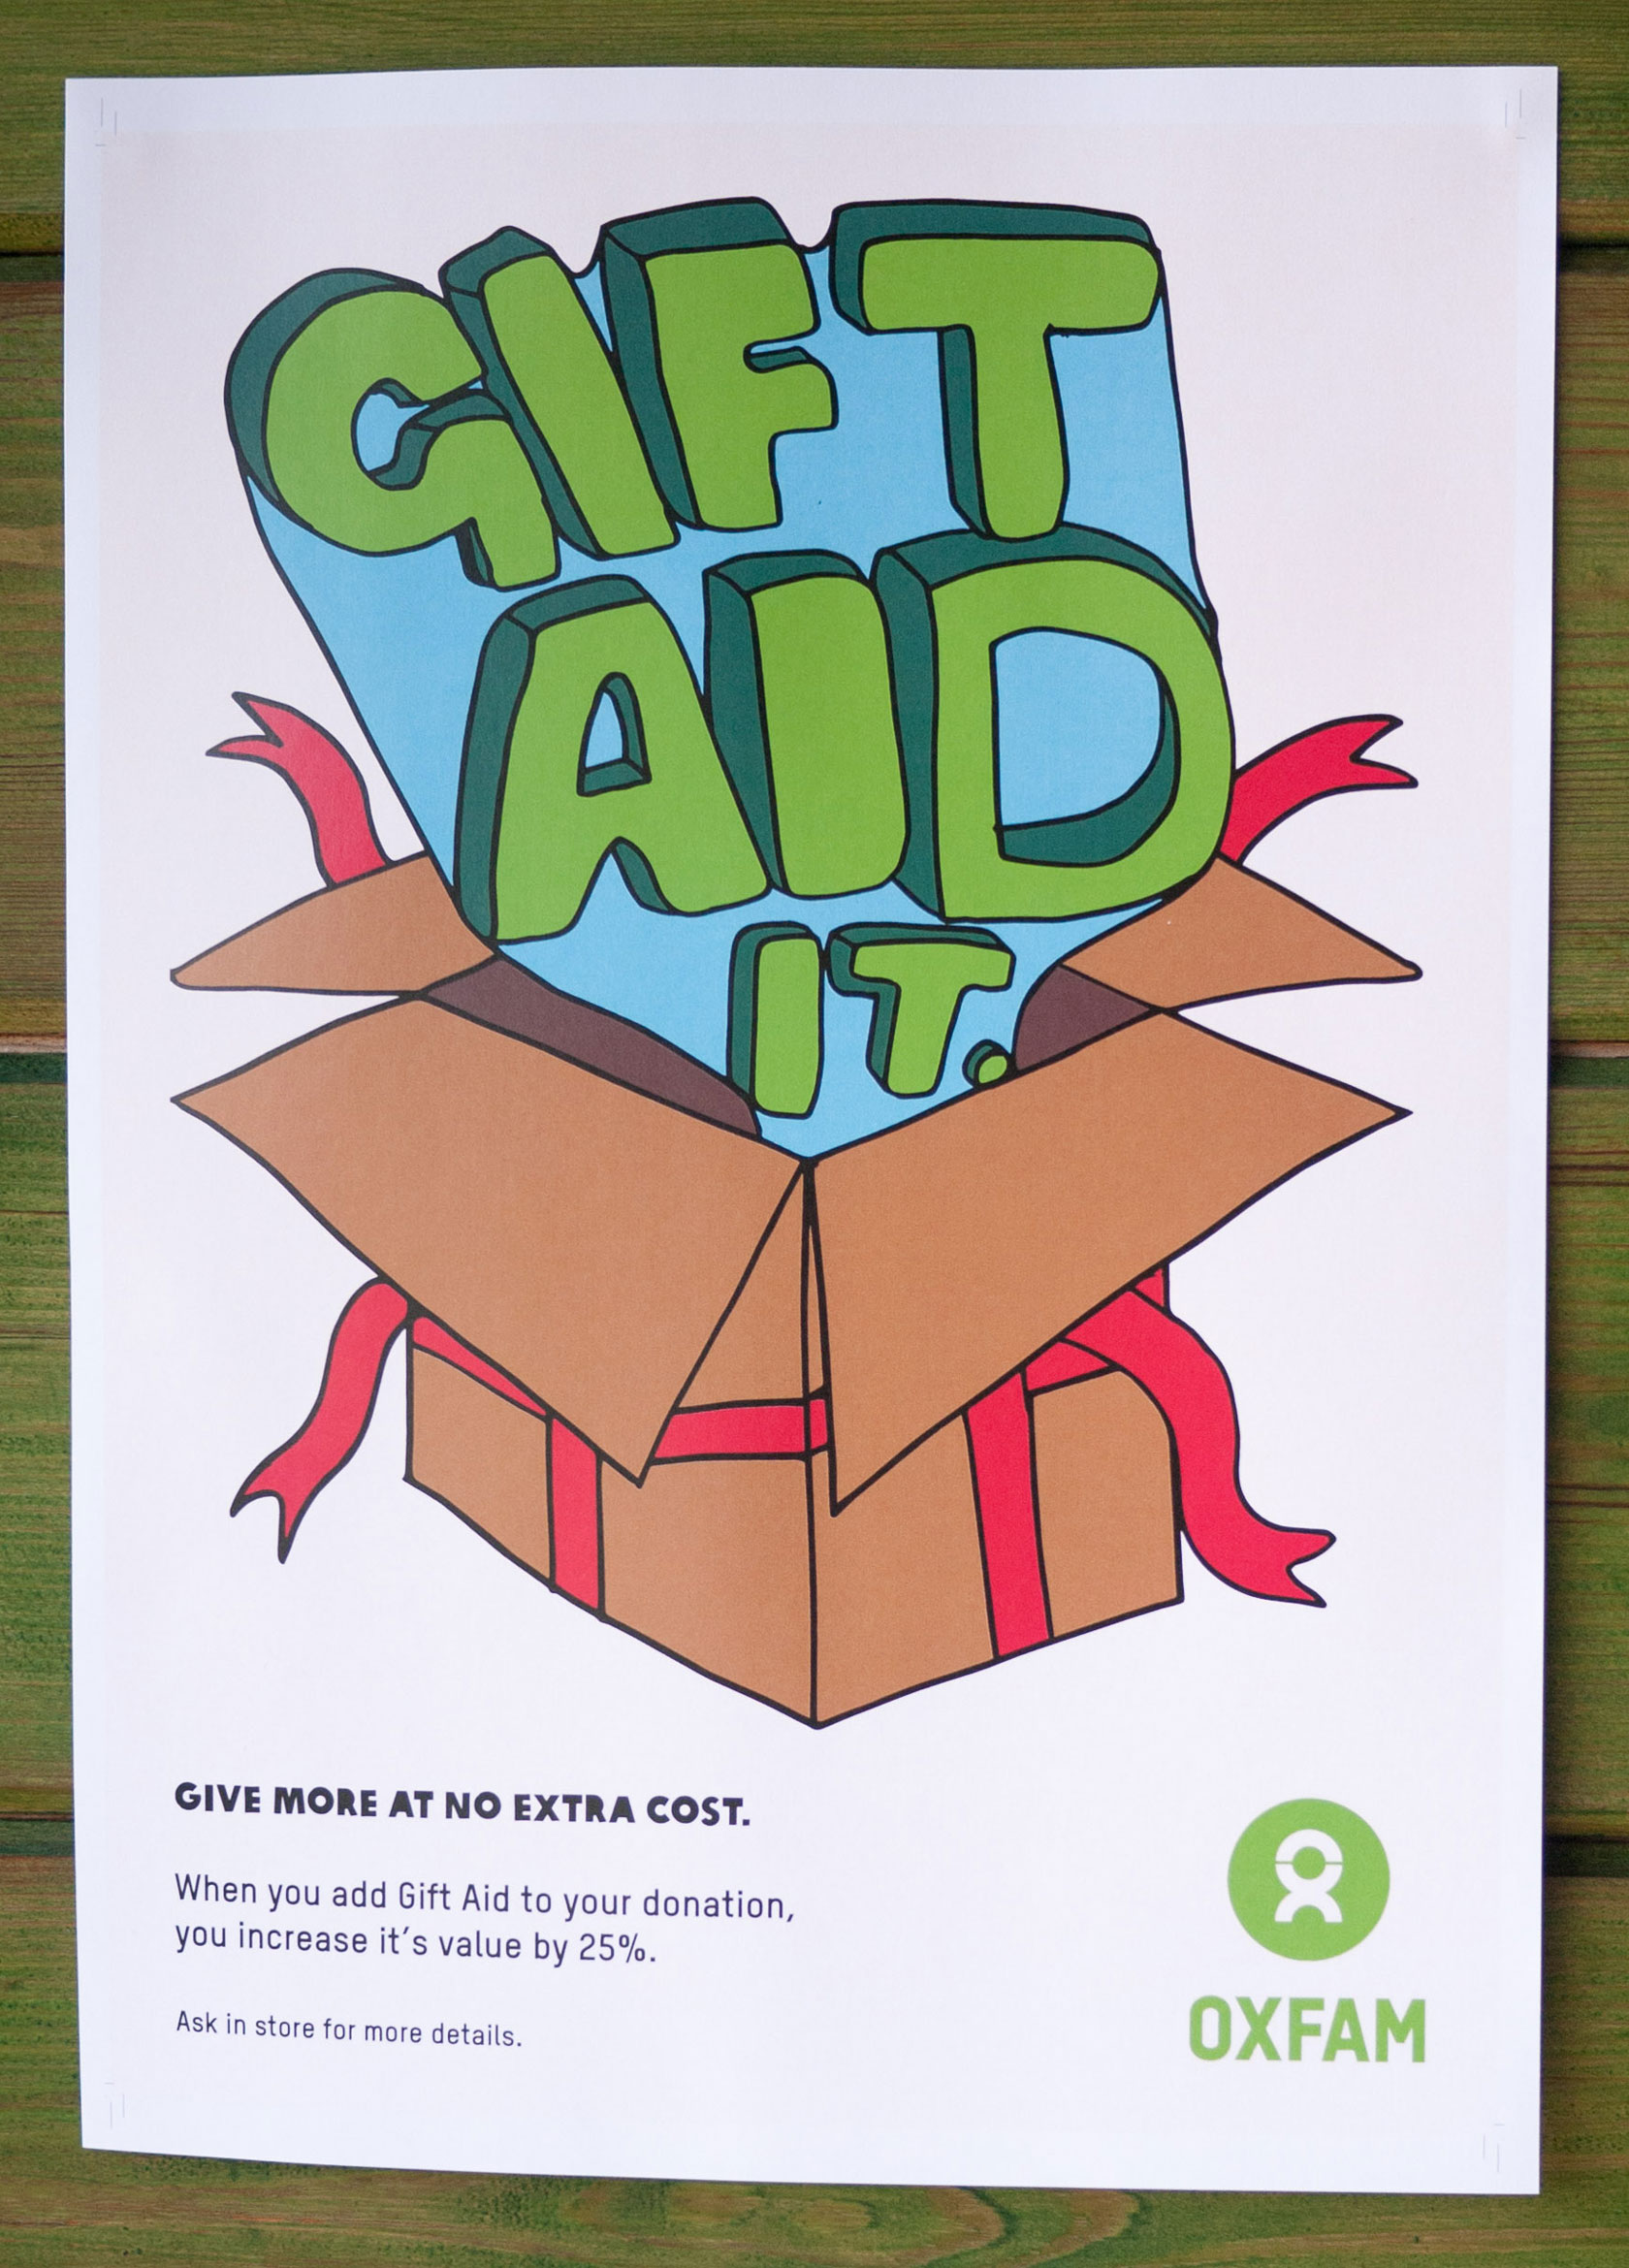 GIFT
AID
IT.
GIVE MORE AT NO EXTRA COST.
When you add Gift Aid to your donation,
you increase it's value by 25%.
Ask in store for more details.
OXFAM